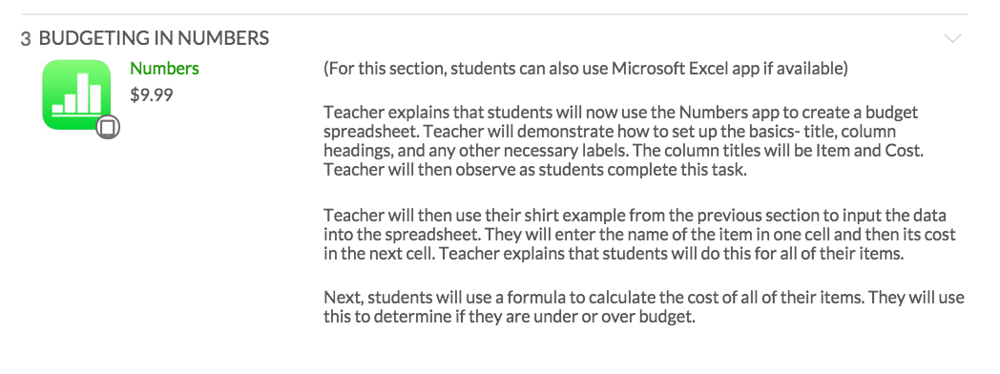 3 BUDGETING IN NUMBERS
Numbers
$9.99
(For this section, students can also use Microsoft Excel app if available)
Teacher explains that students will now use the Numbers app to create a budget
spreadsheet. Teacher will demonstrate how to set up the basics- title, column
headings, and any other necessary labels. The column titles will be Item and Cost.
Teacher will then observe as students complete this task.
Teacher will then use their shirt example from the previous section to input the data
into the spreadsheet. They will enter the name of the item in one cell and then its cost
in the next cell. Teacher explains that students will do this for all of their items.
Next, students will use a formula to calculate the cost of all of their items. They will use
this to determine if they are under or over budget.